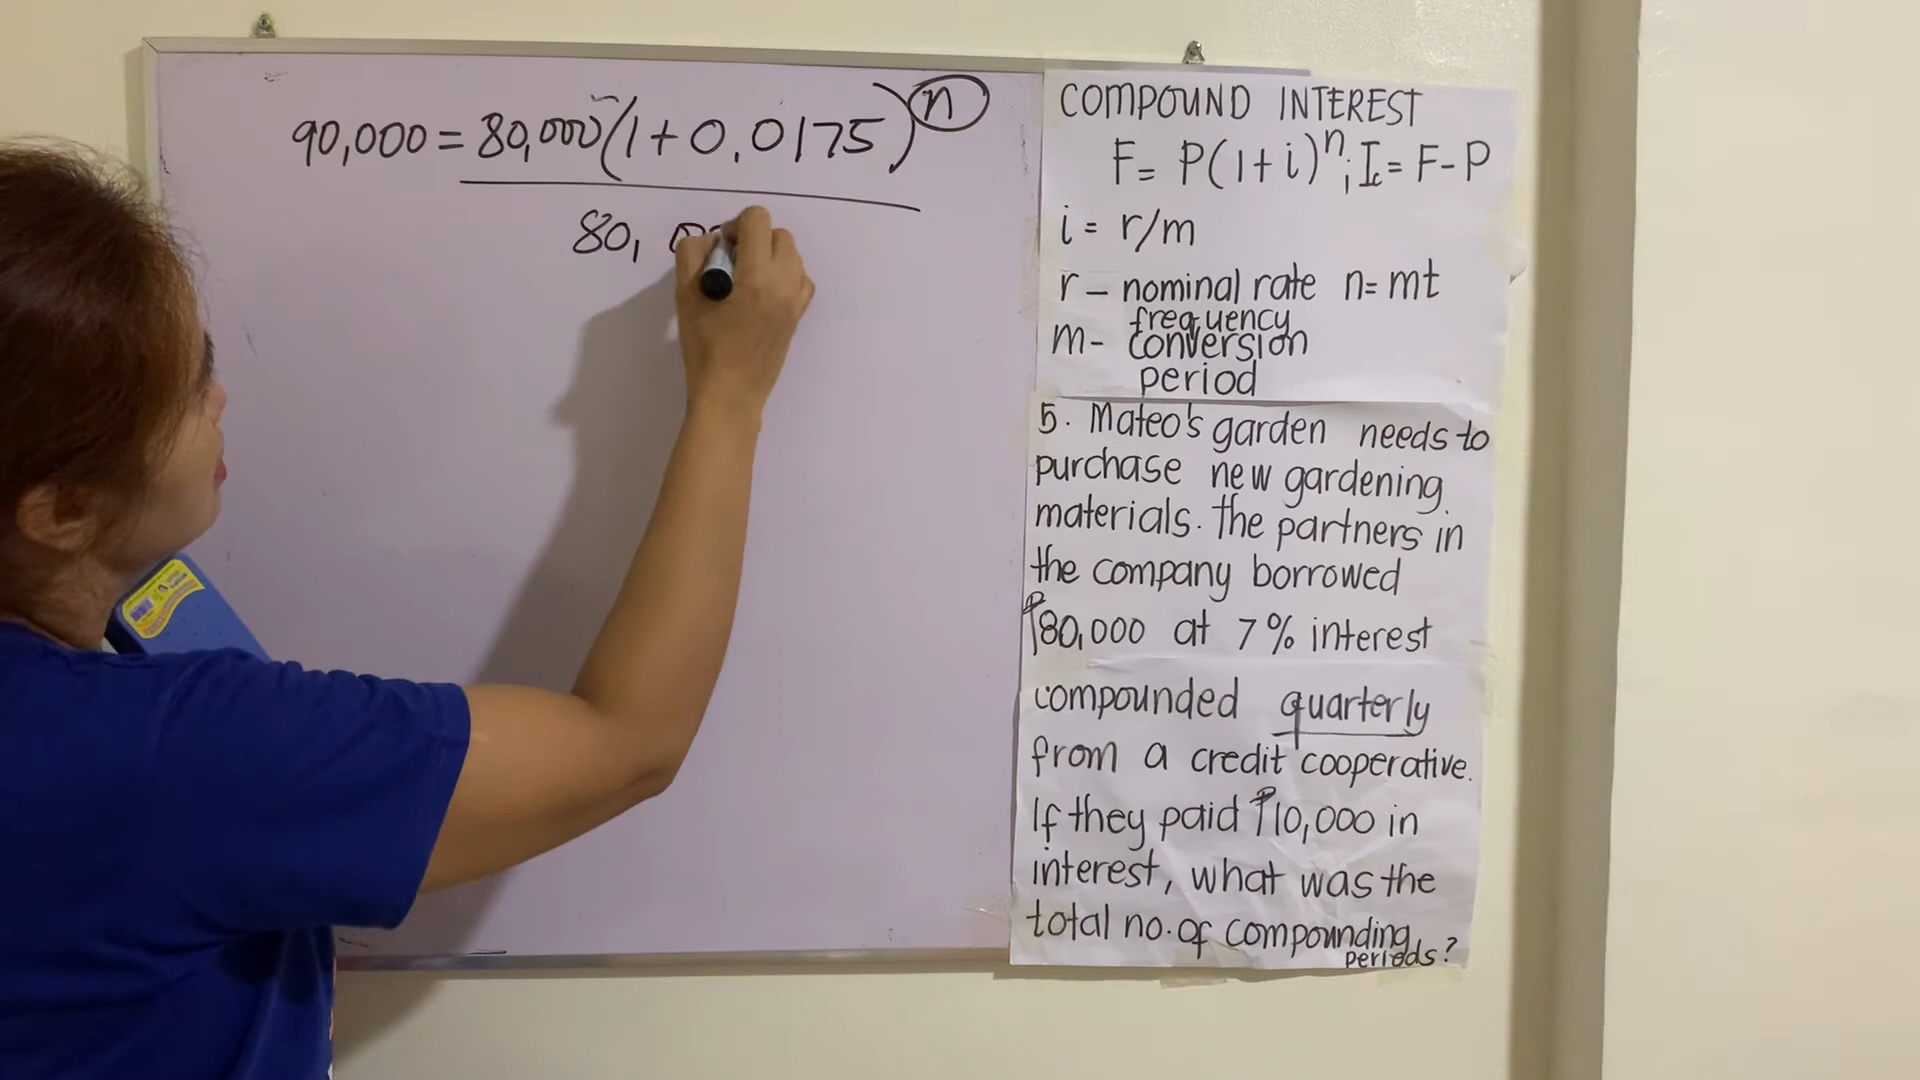 90,000 = 80,000(1+0.0175)^n
80,
COMPOUND INTEREST
F= P(1+i)^n; Ic= F-P
i = r/m
r – nominal rate n=mt
m- frequency
conversion
period
5. Mateo's garden needs to
purchase new gardening
materials. The partners in
the company borrowed
₱80,000 at 7% interest
compounded quarterly
from a credit cooperative.
If they paid ₱10,000 in
interest, what was the
total no. of compounding
periods?